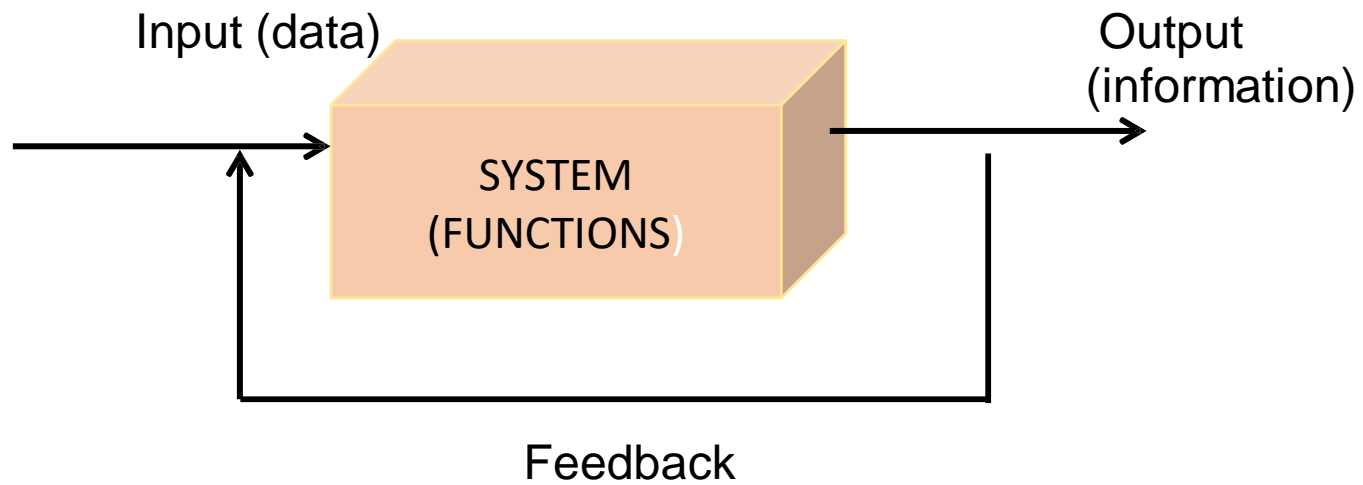 Input (data)
Output
(information)
SYSTEM
(FUNCTIONS)
Feedback